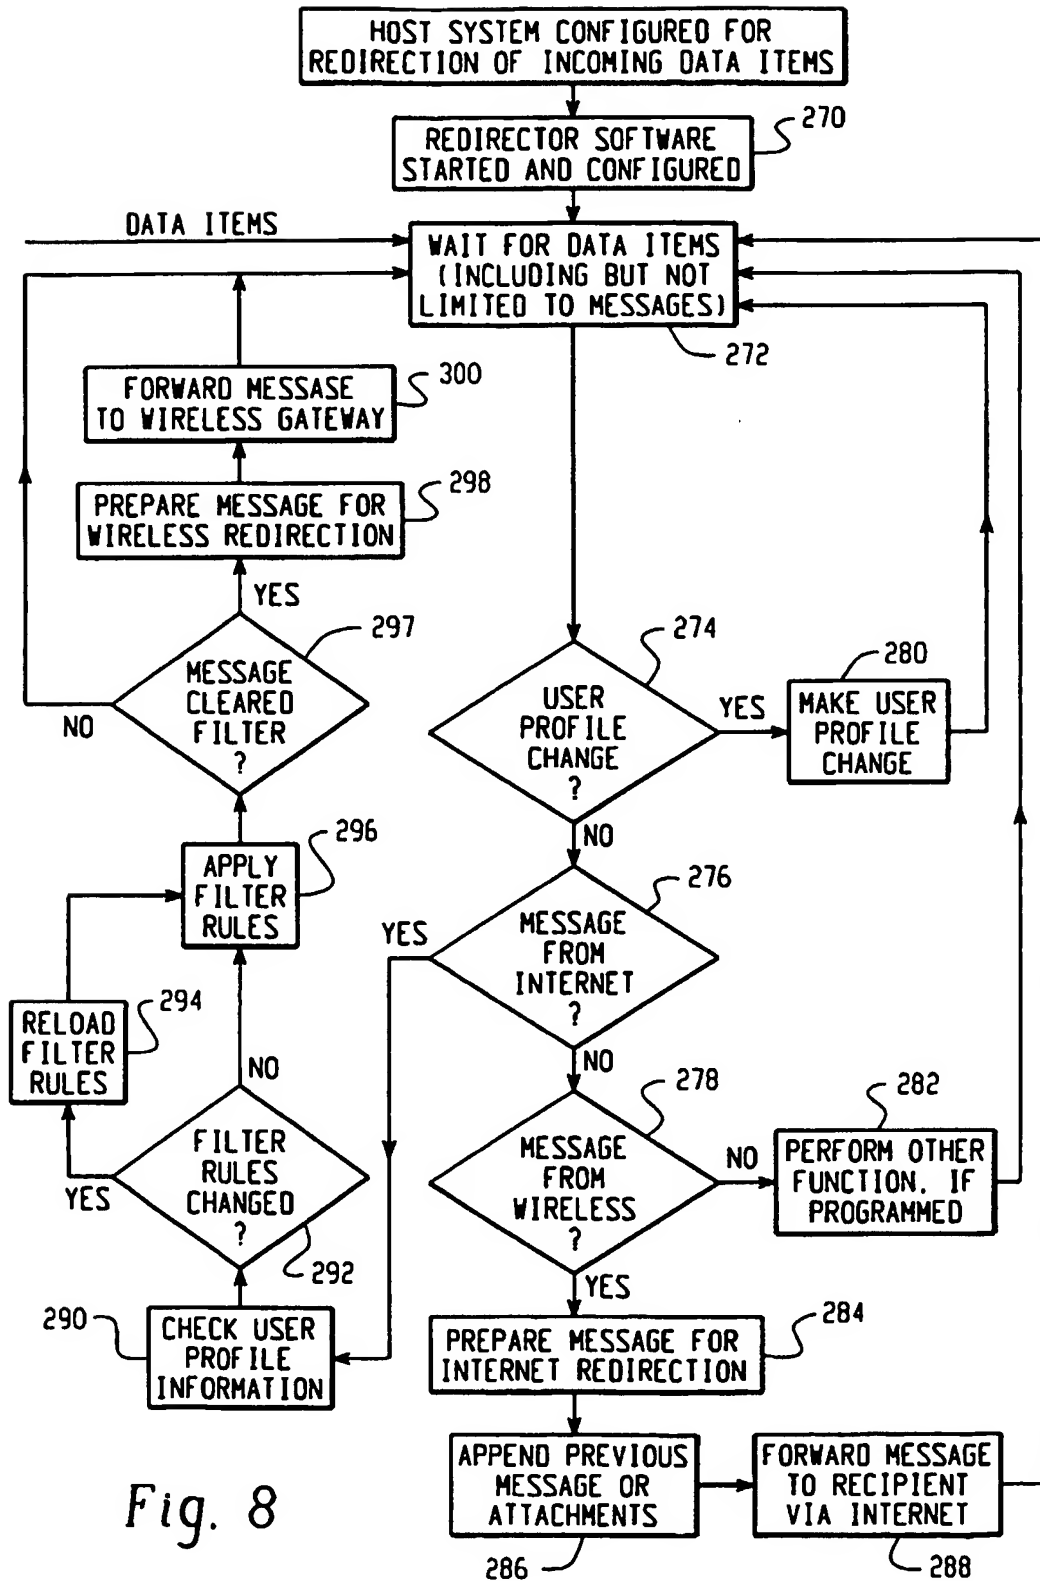 HOST SYSTEM CONFIGURED FOR
REDIRECTION OF INCOMING DATA ITEMS
270
REDIRECTOR SOFTWARE
STARTED AND CONFIGURED
DATA ITEMS
WAIT FOR DATA ITEMS
(INCLUDING BUT NOT
LIMITED TO MESSAGES)
272
300
FORWARD MESSASE
TO WIRELESS GATEWAY
298
PREPARE MESSAGE FOR
WIRELESS REDIRECTION
YES
297
MESSAGE
CLEARED
FILTER
?
NO
274
USER
PROFILE
CHANGE
?
YES
280
MAKE USER
PROFILE
CHANGE
NO
296
APPLY
FILTER
RULES
276
MESSAGE
FROM
INTERNET
?
YES
NO
294
RELOAD
FILTER
RULES
NO
278
MESSAGE
FROM
WIRELESS
?
NO
282
PERFORM OTHER
FUNCTION. IF
PROGRAMMED
FILTER
RULES
CHANGED
?
YES
292
YES
290
CHECK USER
PROFILE
INFORMATION
284
PREPARE MESSAGE FOR
INTERNET REDIRECTION
APPEND PREVIOUS
MESSAGE OR
ATTACHMENTS
286
FORWARD MESSAGE
TO RECIPIENT
VIA INTERNET
288
Fig. 8